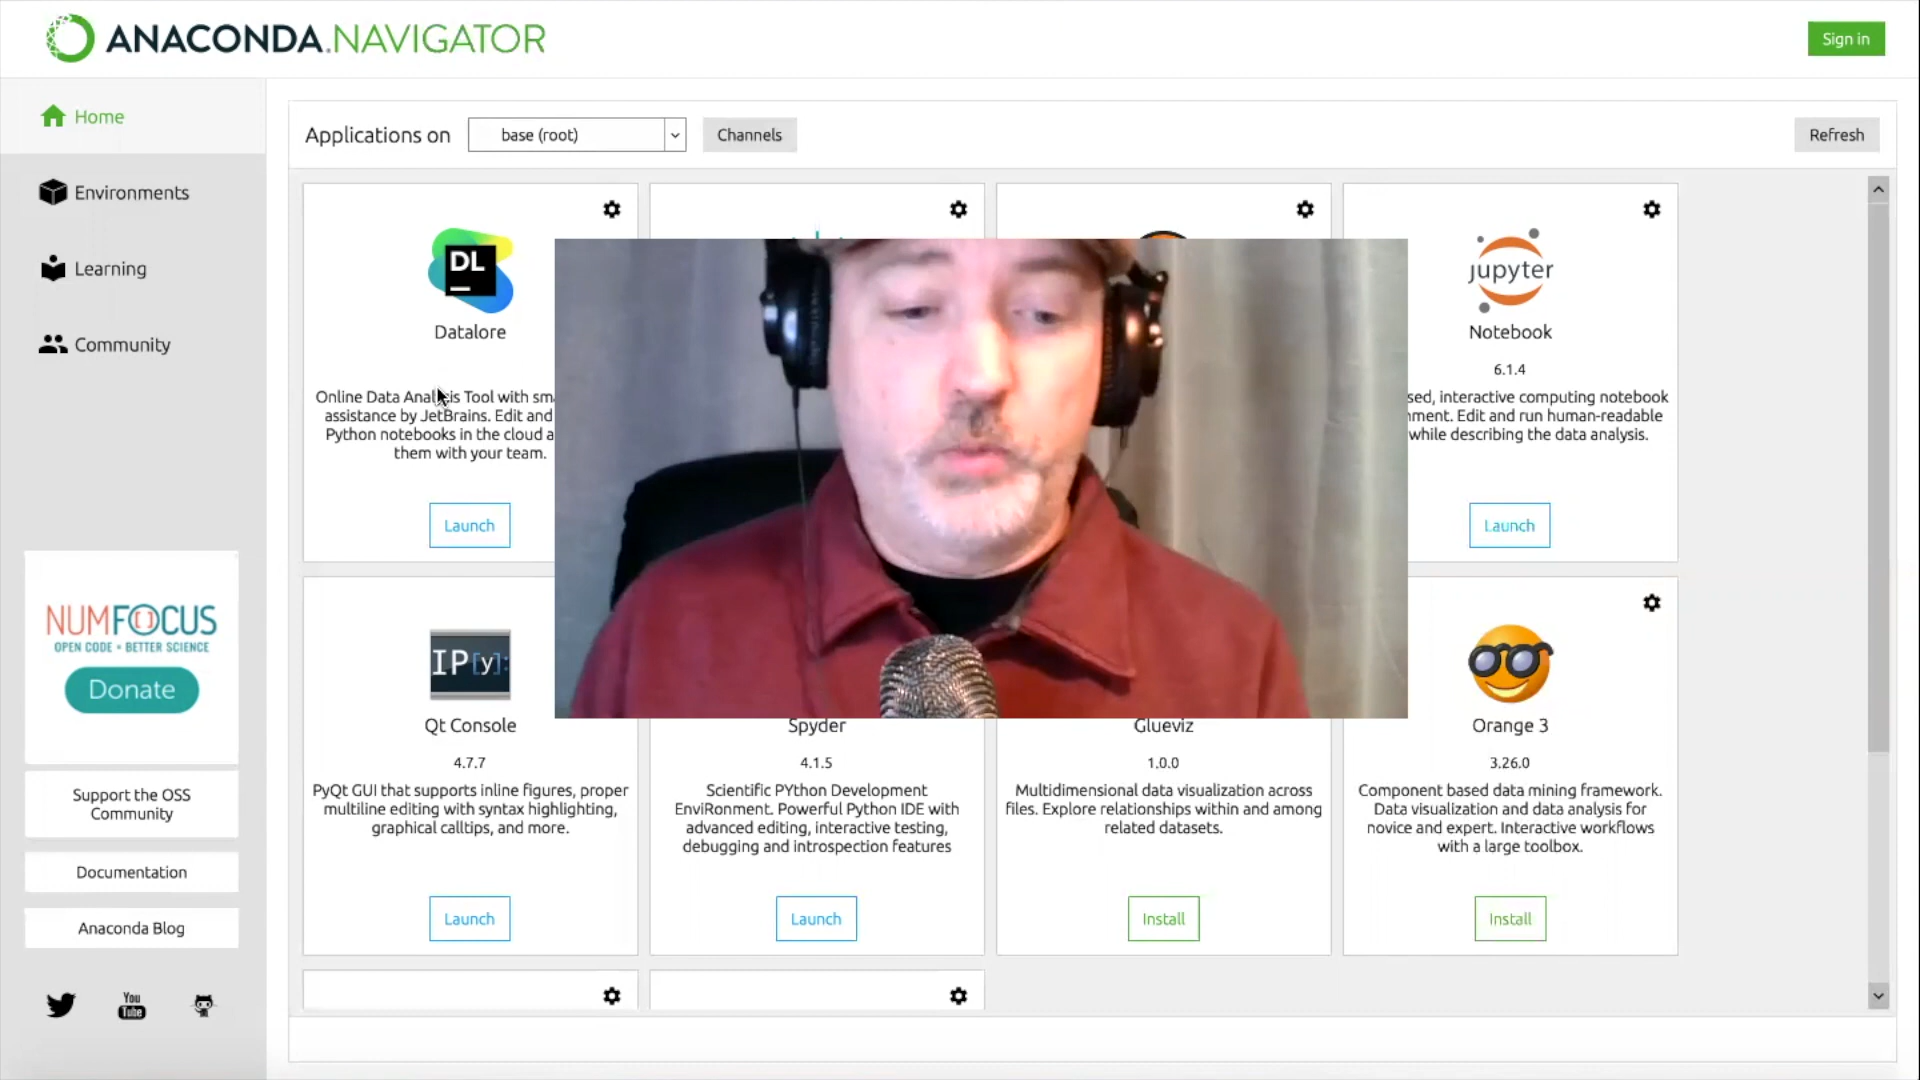 ANACONDA.NAVIGATOR
Sign in
Home
Environments
Learning
Community
NUMFOCUS
OPEN CODE = BETTER SCIENCE
Donate
Support the OSS
Community
Documentation
Anaconda Blog
You
Tube
Applications on
base (root)
Channels
Refresh
DL
Datalore
Online Data Analysis Tool with
assistance by JetBrains. Edit and
Python notebooks in the cloud
them with your team.
Launch
jupyter
Notebook
6.1.4
interactive computing notebook
Edit and run human-readable
while describing the data analysis.
Launch
IP[y]:
Qt Console
4.7.7
PyQt GUI that supports inline figures, proper
multiline editing with syntax highlighting,
graphical calltips, and more.
Launch
Spyder
4.1.5
Scientific PYthon Development
EnviRonment. Powerful Python IDE with
advanced editing, interactive testing,
debugging and introspection features
Launch
Glueviz
1.0.0
Multidimensional data visualization across
files. Explore relationships within and among
related datasets.
Install
Orange 3
3.26.0
Component based data mining framework.
Data visualization and data analysis for
novice and expert. Interactive workflows
with a large toolbox.
Install